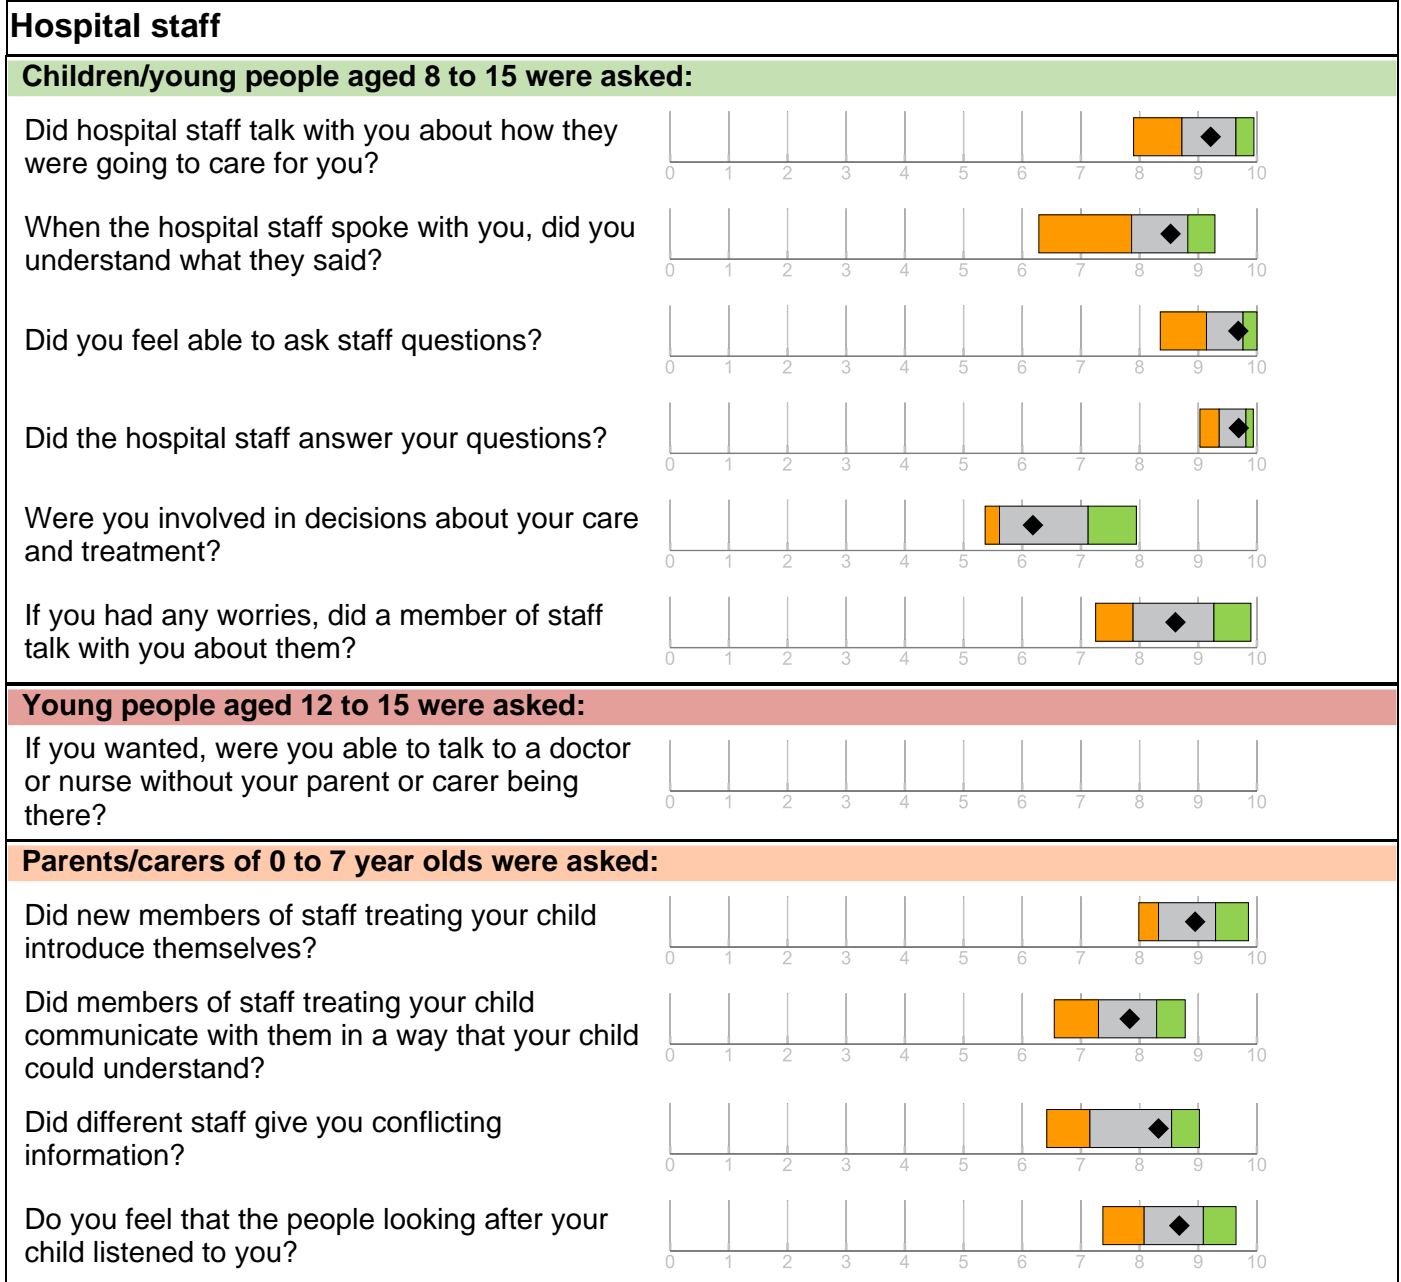 Hospital staff
Children/young people aged 8 to 15 were asked:
Did hospital staff talk with you about how they
were going to care for you?
0 1 2 3 4 5 6 7 8 9 10
When the hospital staff spoke with you, did you
understand what they said?
0 1 2 3 4 5 6 7 8 9 10
Did you feel able to ask staff questions?
0 1 2 3 4 5 6 7 8 9 10
Did the hospital staff answer your questions?
0 1 2 3 4 5 6 7 8 9 10
Were you involved in decisions about your care
and treatment?
0 1 2 3 4 5 6 7 8 9 10
If you had any worries, did a member of staff
talk with you about them?
0 1 2 3 4 5 6 7 8 9 10
Young people aged 12 to 15 were asked:
If you wanted, were you able to talk to a doctor
or nurse without your parent or carer being
there?
0 1 2 3 4 5 6 7 8 9 10
Parents/carers of 0 to 7 year olds were asked:
Did new members of staff treating your child
introduce themselves?
0 1 2 3 4 5 6 7 8 9 10
Did members of staff treating your child
communicate with them in a way that your child
could understand?
0 1 2 3 4 5 6 7 8 9 10
Did different staff give you conflicting
information?
0 1 2 3 4 5 6 7 8 9 10
Do you feel that the people looking after your
child listened to you?
0 1 2 3 4 5 6 7 8 9 10